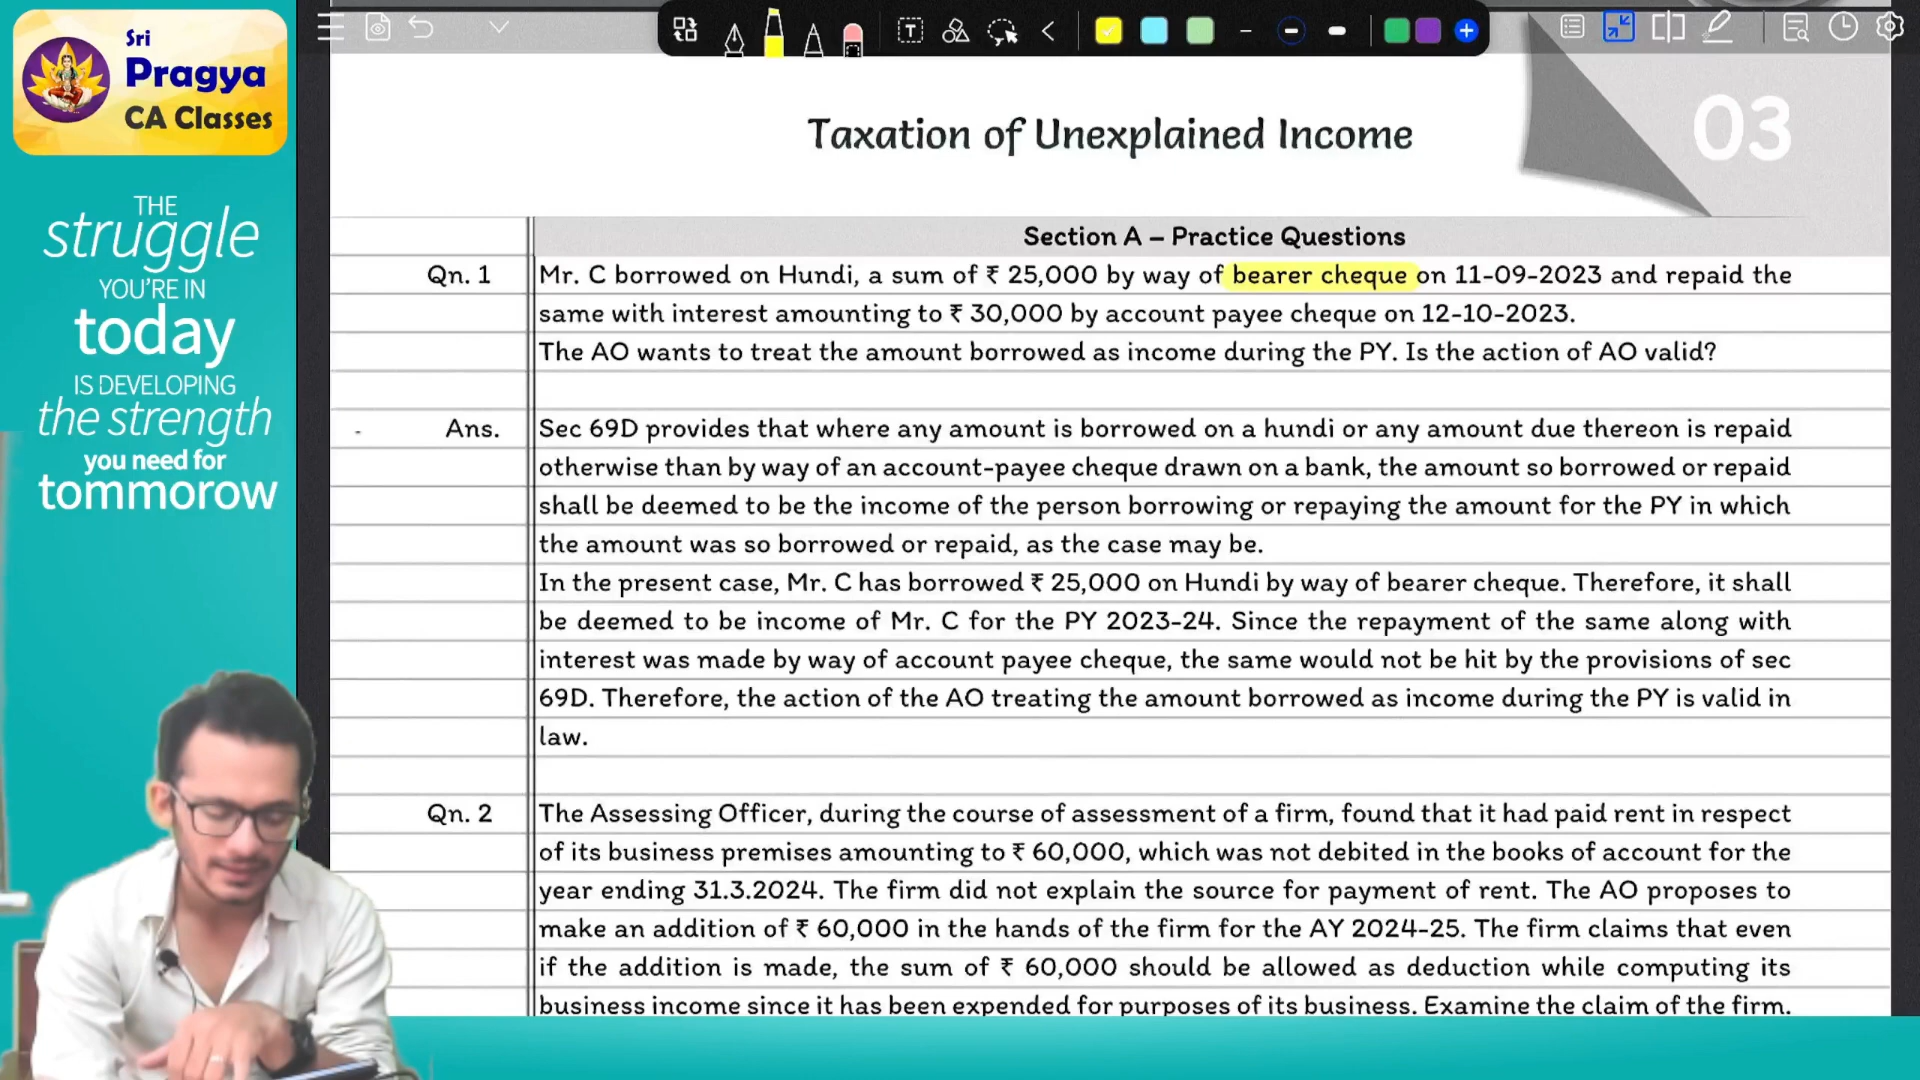 Sri
Pragya
CA Classes
THE
struggle
YOU'RE IN
today
IS DEVELOPING
the strength
you need for
tommorow
T
Taxation of Unexplained Income
03
Section A – Practice Questions
Qn. 1
Mr. C borrowed on Hundi, a sum of ₹ 25,000 by way of bearer cheque on 11-09-2023 and repaid the
same with interest amounting to ₹ 30,000 by account payee cheque on 12-10-2023.
The AO wants to treat the amount borrowed as income during the PY. Is the action of AO valid?
Ans.
Sec 69D provides that where any amount is borrowed on a hundi or any amount due thereon is repaid
otherwise than by way of an account-payee cheque drawn on a bank, the amount so borrowed or repaid
shall be deemed to be the income of the person borrowing or repaying the amount for the PY in which
the amount was so borrowed or repaid, as the case may be.
In the present case, Mr. C has borrowed ₹ 25,000 on Hundi by way of bearer cheque. Therefore, it shall
be deemed to be income of Mr. C for the PY 2023-24. Since the repayment of the same along with
interest was made by way of account payee cheque, the same would not be hit by the provisions of sec
69D. Therefore, the action of the AO treating the amount borrowed as income during the PY is valid in
law.
Qn. 2
The Assessing Officer, during the course of assessment of a firm, found that it had paid rent in respect
of its business premises amounting to ₹ 60,000, which was not debited in the books of account for the
year ending 31.3.2024. The firm did not explain the source for payment of rent. The AO proposes to
make an addition of ₹ 60,000 in the hands of the firm for the AY 2024-25. The firm claims that even
if the addition is made, the sum of ₹ 60,000 should be allowed as deduction while computing its
business income since it has been expended for purposes of its business. Examine the claim of the firm.